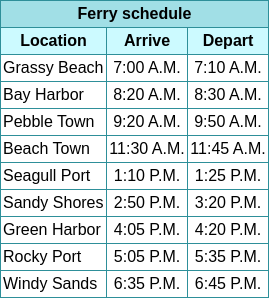 Ferry schedule
Location Arrive Depart
Grassy Beach 7:00 A.M. 7:10 A.M.
Bay Harbor 8:20 A.M. 8:30 A.M.
Pebble Town 9:20 A.M. 9:50 A.M.
Beach Town 11:30 A.M. 11:45 A.M.
Seagull Port 1:10 P.M. 1:25 P.M.
Sandy Shores 2:50 P.M. 3:20 P.M.
Green Harbor 4:05 P.M. 4:20 P.M.
Rocky Port 5:05 P.M. 5:35 P.M.
Windy Sands 6:35 P.M. 6:45 P.M.